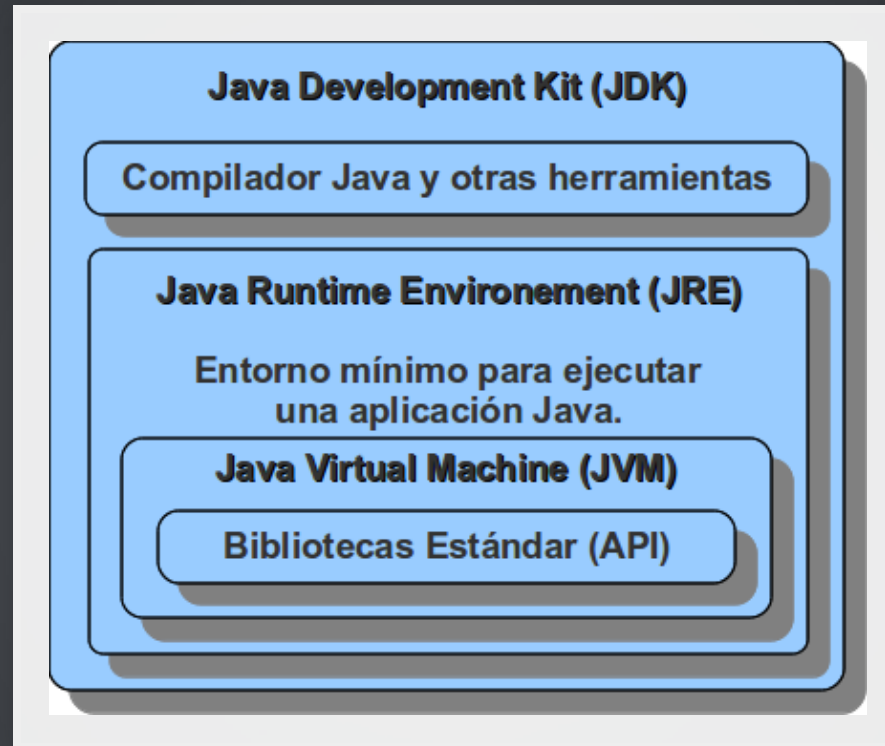 Java Development Kit (JDK)
Compilador Java y otras herramientas
Java Runtime Environement (JRE)
Entorno mínimo para ejecutar
una aplicación Java.
Java Virtual Machine (JVM)
Bibliotecas Estándar (API)